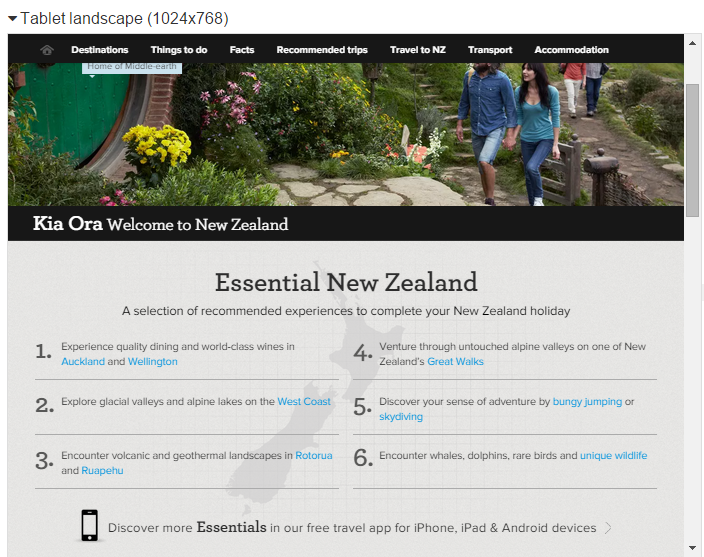 Tablet landscape (1024x768)
Destinations Things to do Facts Recommended trips Travel to NZ Transport Accommodation
Home of Middle-earth
Kia Ora Welcome to New Zealand
Essential New Zealand
A selection of recommended experiences to complete your New Zealand holiday
1. Experience quality dining and world-class wines in
Auckland and Wellington
2. Explore glacial valleys and alpine lakes on the West Coast
3. Encounter volcanic and geothermal landscapes in Rotorua
and Ruapehu
4. Venture through untouched alpine valleys on one of New
Zealand's Great Walks
5. Discover your sense of adventure by bungy jumping or
skydiving
6. Encounter whales, dolphins, rare birds and unique wildlife
Discover more Essentials in our free travel app for iPhone, iPad & Android devices